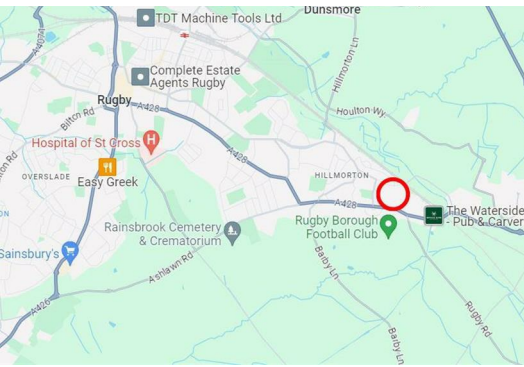 Dunsmore
TDT Machine Tools Ltd
A4071
Complete Estate
Agents Rugby
Hillmorton Ln
Rugby
A428
Houlton Wy.
Bilton Rd
Hospital of St Cross
A428
OVERSLADE
Easy Greek
HILLMORTON
A428
The Waterside
- Pub & Carver
Rainsbrook Cemetery
& Crematorium
Rugby Borough
Football Club
Sainsbury's
Ashlawn Rd
Barby Ln
A426
Rugby Rd
Barby Ln